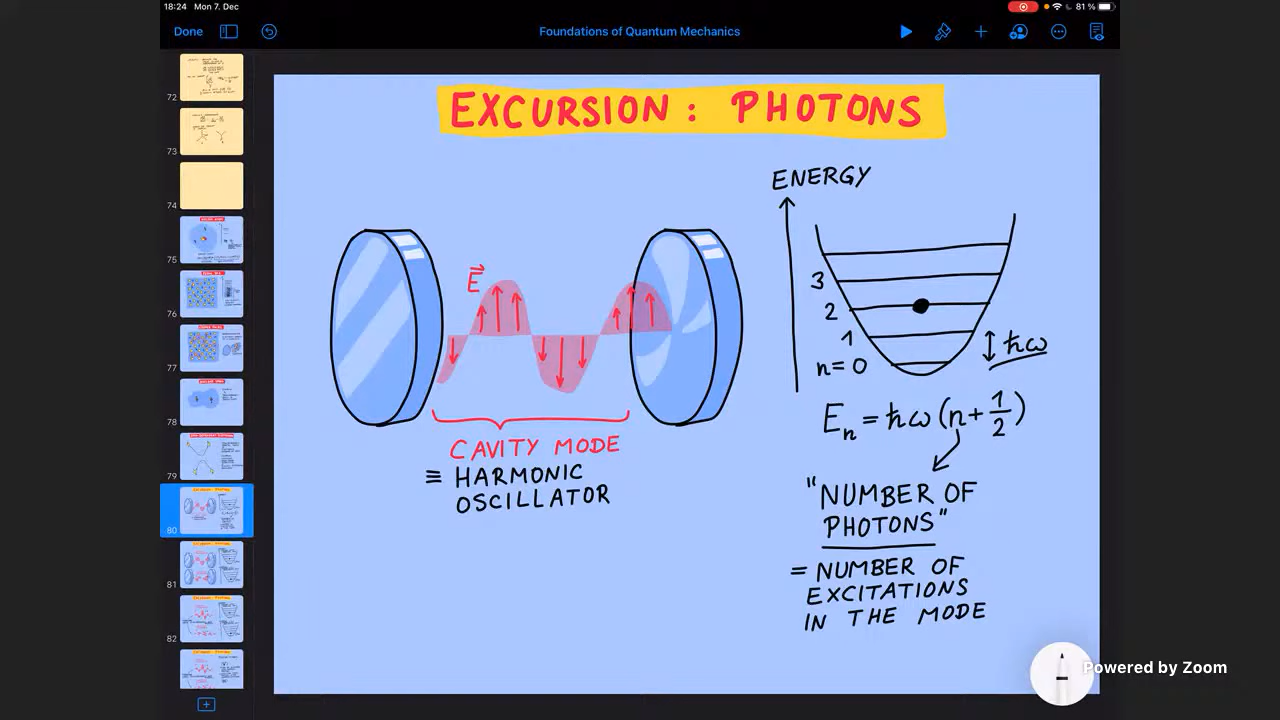 18:24 Mon 7. Dec
81 %
Done
Foundations of Quantum Mechanics
72
73
74
75
76
77
78
79
80
81
82
EXCURSION: PHOTONS
E
CAVITY MODE
≡ HARMONIC
OSCILLATOR
ENERGY
3
2
1
n=0
ħω
Eₙ = ħω(n+1/2)
"NUMBER OF
PHOTONS"
= NUMBER OF
EXCITATIONS
IN THE MODE
Powered by Zoom